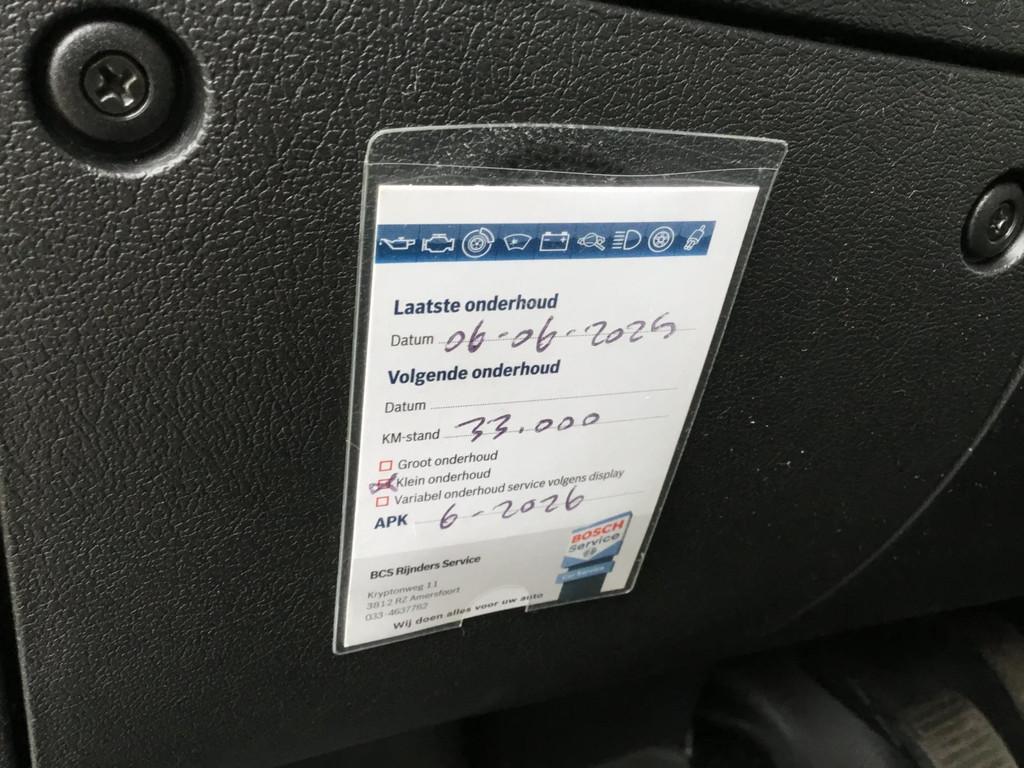 Laatste onderhoud
Datum 06-06-2025
Volgende onderhoud
Datum
KM-stand 33.000
Groot onderhoud
Klein onderhoud
Variabel onderhoud service volgens display
APK 6-2026
BOSCH
Service
Car Service
BCS Rijnders Service
Kryptonweg 11
3812 RZ Amersfoort
033-4637762
Wij doen alles voor uw auto